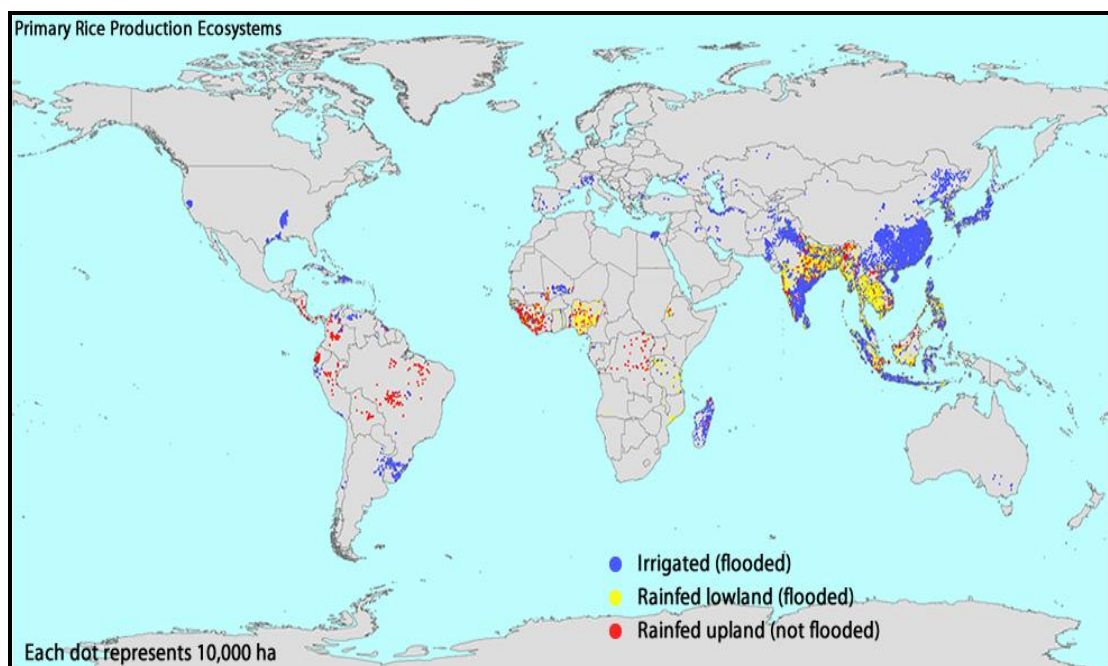 Primary Rice Production Ecosystems
Irrigated (flooded)
Rainfed lowland (flooded)
Rainfed upland (not flooded)
Each dot represents 10,000 ha